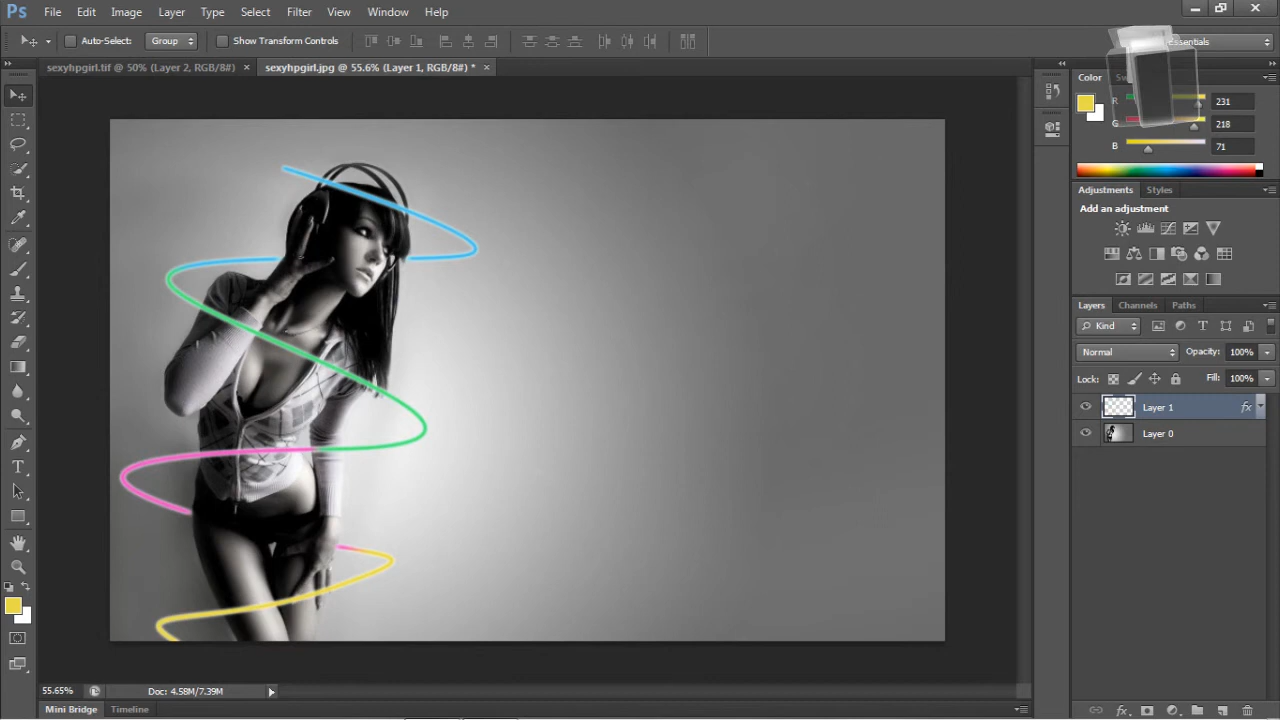 Ps File Edit Image Layer Type Select Filter View Window Help
Auto-Select: Group Show Transform Controls
Essentials
sexyhpgirl.tif @ 50% (Layer 2, RGB/8#) × sexyhpgirl.jpg @ 55.6% (Layer 1, RGB/8#) * ×
Color
R 231
G 218
B 71
Adjustments Styles
Add an adjustment
Layers Channels Paths
Kind
Normal Opacity: 100%
Lock: Fill: 100%
Layer 1 fx
Layer 0
T
55.65% Doc: 4.58M/7.39M
Mini Bridge Timeline
fx